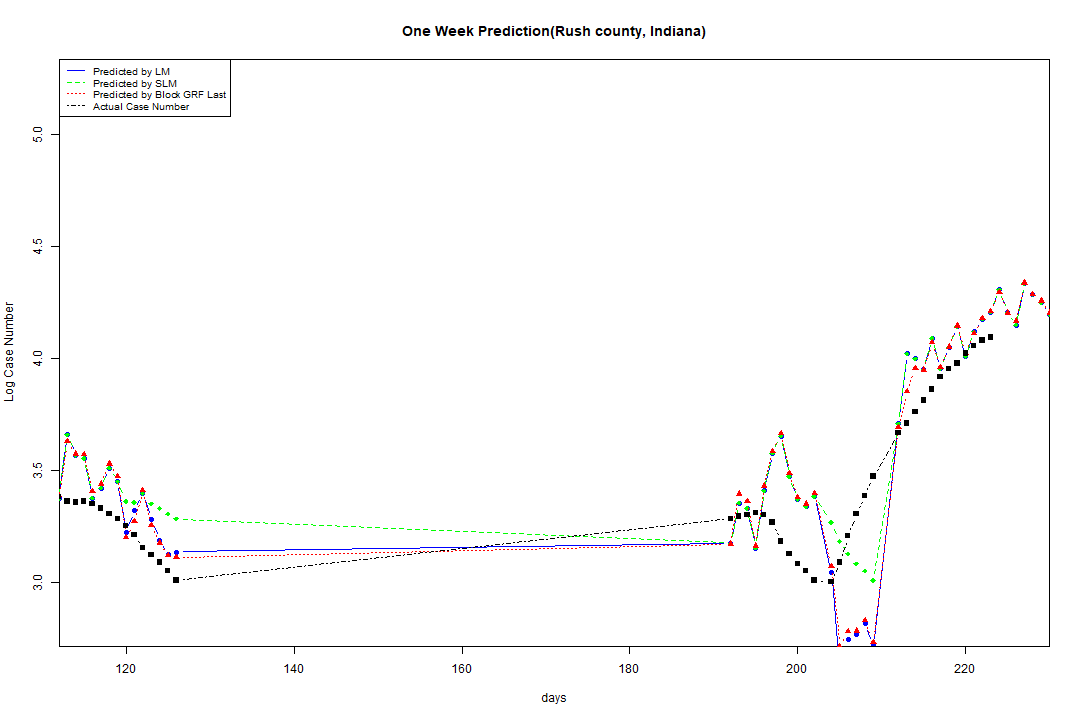 One Week Prediction(Rush county, Indiana)
Predicted by LM
Predicted by SLM
Predicted by Block GRF Last
Actual Case Number
5.0
4.5
4.0
3.5
3.0
Log Case Number
120 140 160 180 200 220
days